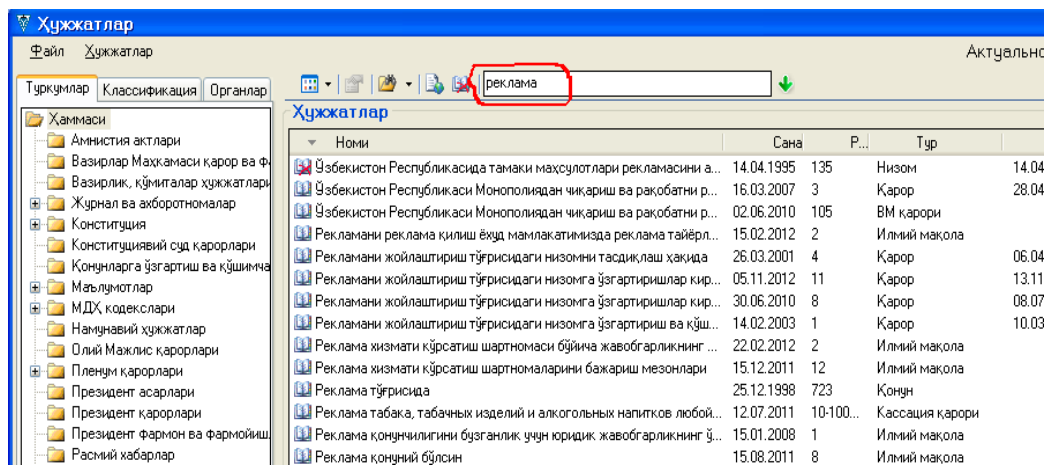 Ҳужжатлар
Файл Ҳужжатлар Актуально
Туркумлар Классификация Органлар реклама
Ҳаммаси
Амнистия актлари
Вазирлар Маҳкамаси қарор ва ф
Вазирлик, қўмиталар ҳужжатлари
Журнал ва ахборотномалар
Конституция
Конституциявий суд қарорлари
Қонунларга ўзгартиш ва қўшимча
Маълумотлар
МДҲ кодекслари
Намунавий ҳужжатлар
Олий Мажлис қарорлари
Пленум қарорлари
Президент асарлари
Президент қарорлари
Президент фармон ва фармойиш
Расмий хабарлар
Ҳужжатлар
Номи Сана Р... Тур
Ўзбекистон Республикасида тамаки маҳсулотлари рекламасини а... 14.04.1995 135 Низом 14.04
Ўзбекистон Республикаси Монополиядан чиқариш ва рақобатни р... 16.03.2007 3 Қарор 28.04
Ўзбекистон Республикаси Монополиядан чиқариш ва рақобатни р... 02.06.2010 105 ВМ қарори
Рекламани реклама қилиш ёҳуд мамлакатимизда реклама тайёрл... 15.02.2012 2 Илмий мақола
Рекламани жойлаштириш тўғрисидаги низомни тасдиқлаш ҳақида 26.03.2001 4 Қарор 06.04
Рекламани жойлаштириш тўғрисидаги низомга ўзгартиришлар кир... 05.11.2012 11 Қарор 13.11
Рекламани жойлаштириш тўғрисидаги низомга ўзгартиришлар кир... 30.06.2010 8 Қарор 08.07
Рекламани жойлаштириш тўғрисидаги низомга ўзгартириш ва қўш... 14.02.2003 1 Қарор 10.03
Реклама хизмати кўрсатиш шартномаси бўйича жавобгарликнинг ... 22.02.2012 2 Илмий мақола
Реклама хизмати кўрсатиш шартномаларини бажариш мезонлари 15.12.2011 12 Илмий мақола
Реклама тўғрисида 25.12.1998 723 Қонун
Реклама табака, табачных изделий и алкогольных напитков любой... 12.07.2011 10-100... Кассация қарори
Реклама қонунчилигини бузганлик учун юридик жавобгарликнинг ў... 15.01.2008 1 Илмий мақола
Реклама қонуний бўлсин 15.08.2011 8 Илмий мақола